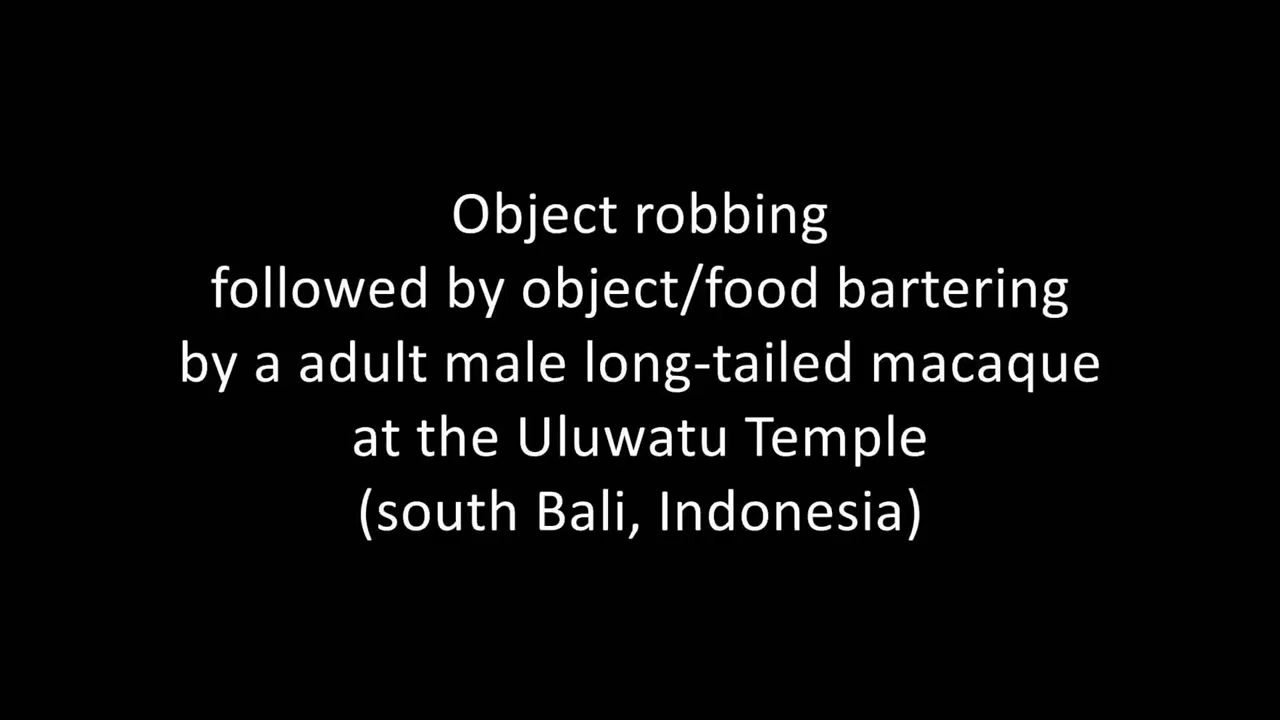 Object robbing
followed by object/food bartering
by a adult male long-tailed macaque
at the Uluwatu Temple
(south Bali, Indonesia)